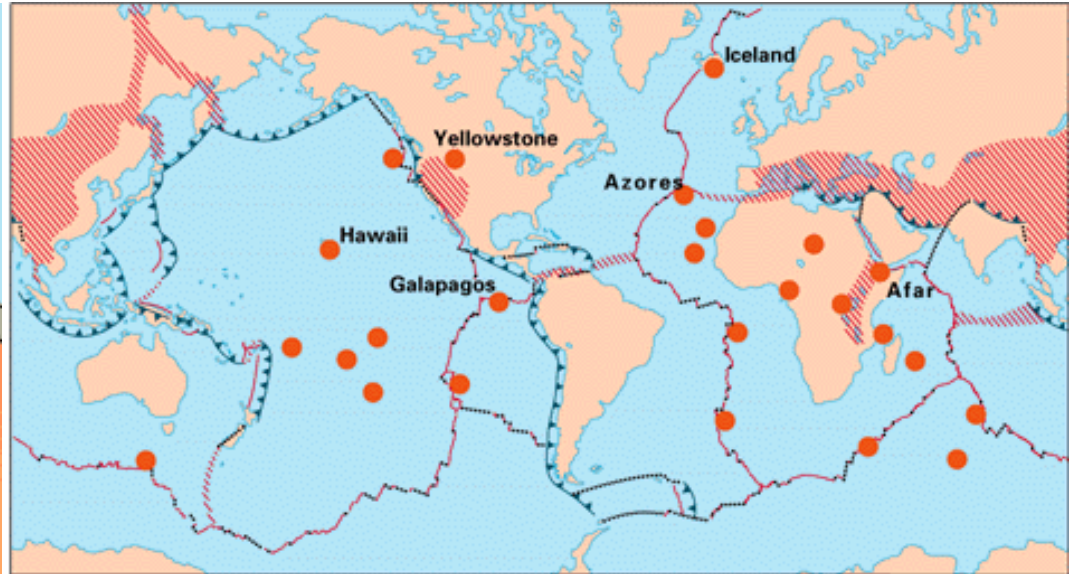 Iceland
Yellowstone
Azores
Hawaii
Galapagos
Afar